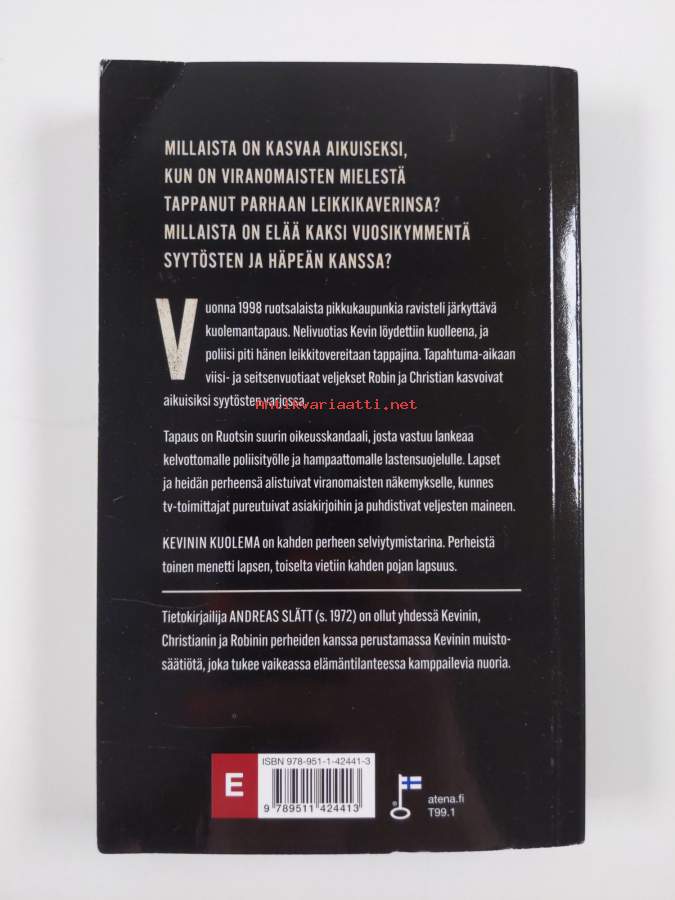 MILLAISTA ON KASVAA AIKUISEKSI,
KUN ON VIRANOMAISTEN MIELESTÄ
TAPPANUT PARHAAN LEIKKIKAVERINSA?
MILLAISTA ON ELÄÄ KAKSI VUOSIKYMMENTÄ
SYYTÖSTEN JA HÄPEÄN KANSSA?
Vuonna 1998 ruotsalaista pikkukaupunkia ravisteli järkyttävä
kuolemantapaus. Nelivuotias Kevin löydettiin kuolleena, ja
poliisi piti hänen leikkitovereitaan tappajina. Tapahtuma-aikaan
viisi- ja seitsenvuotiaat veljekset Robin ja Christian kasvoivat
aikuisiksi syytösten varjossa.
Antikvariaatti.net
Tapaus on Ruotsin suurin oikeusskandaali, josta vastuu lankeaa
kelvottomalle poliisityölle ja hampaattomalle lastensuojelulle. Lapset
ja heidän perheensä alistuivat viranomaisten näkemykselle, kunnes
tv-toimittajat pureutuivat asiakirjoihin ja puhdistivat veljesten maineen.
KEVININ KUOLEMA on kahden perheen selviytymistarina. Perheistä
toinen menetti lapsen, toiselta vietiin kahden pojan lapsuus.
Tietokirjailija ANDREAS SLÄTT (s. 1972) on ollut yhdessä Kevinin,
Christianin ja Robinin perheiden kanssa perustamassa Kevinin muisto-
säätiötä, joka tukee vaikeassa elämäntilanteessa kamppailevia nuoria.
ISBN 978-951-1-42441-3
E
9 789511 424413
atena.fi
T99.1